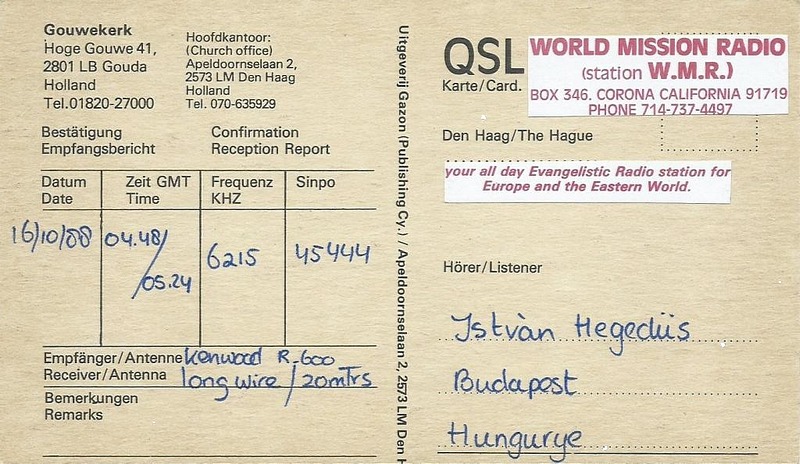 Gouwekerk
Hoge Gouwe 41,
2801 LB Gouda
Holland
Tel.01820-27000
Hoofdkantoor:
(Church office)
Apeldoornselaan 2,
2573 LM Den Haag
Holland
Tel. 070-635929
Bestätigung
Empfangsbericht
Confirmation
Reception Report
Datum
Date
Zeit GMT
Time
Frequenz
KHZ
Sinpo
16/10/88
04.48/
05.24
6215
45444
Empfänger/Antenne Kenwood R-600
Receiver/Antenna long wire / 20mTrs
Bemerkungen
Remarks
Uitgeverij Gazon (Publishing Cy.) / Apeldoornselaan 2, 2573 LM Den H
QSL
Karte/Card.
WORLD MISSION RADIO
(station W.M.R.)
BOX 346. CORONA CALIFORNIA 91719
PHONE 714-737-4497
Den Haag/The Hague
your all day Evangelistic Radio station for
Europe and the Eastern World.
Hörer/Listener
Istvàn Hegedüs
Budapost
Hungurye